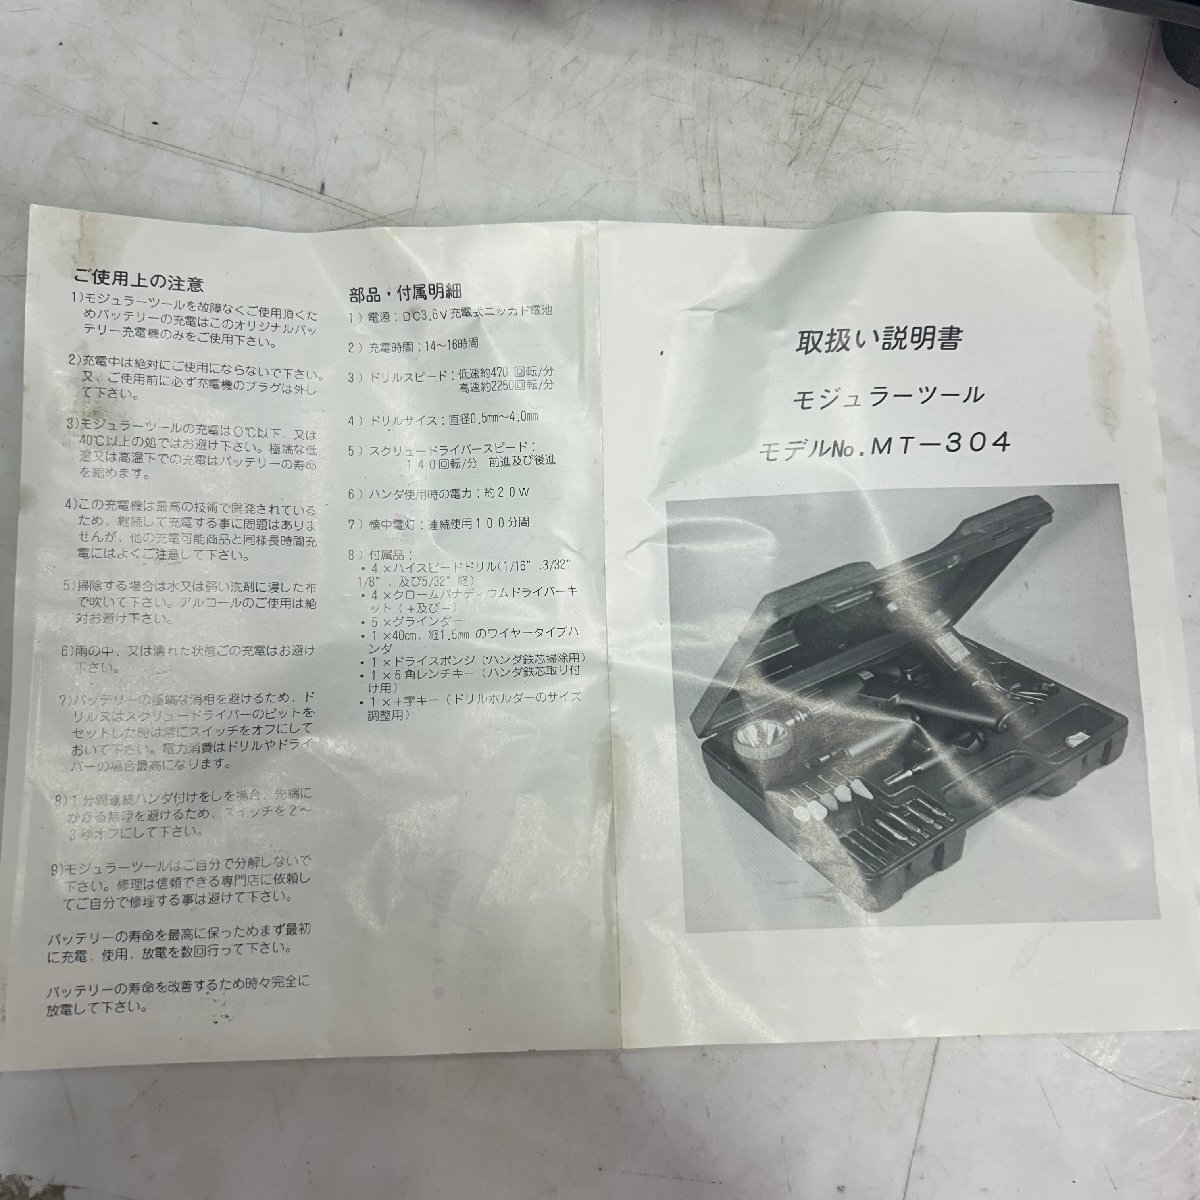 ご使用上の注意
1)モジュラーツールを故障なくご使用頂くた
めバッテリーの充電はこのオリジナルバッ
テリー充電機のみをご使用下さい。
2)充電中は絶対にご使用にならないで下さい。
又、ご使用前に必ず充電機のプラグは外し
て下さい。
3)モジュラーツールの充電は0℃以下、又は
40℃以上の処ではお避け下さい。極端な低
温又は高温下での充電はバッテリーの寿命
を縮めます。
4)この充電機は最高の技術で開発されている
ため、継続して充電する事に問題はありま
せんが、他の充電可能商品と同様長時間充
電にはよくご注意して下さい。
5)掃除する場合は水又は弱い洗剤に浸した布
で吹いて下さい。アルコールのご使用は絶
対お避け下さい。
6)雨の中、又は濡れた状態ごの充電はお避け
下さい。
7)バッテリーの極端な消耗を避けるため、ド
リル又はスクリュードライバーのビットを
セットした時は常にスイッチをオフにして
おいて下さい。電力消費はドリルやドライ
バーの場合最高になります。
8)1分間連続ハンダ付けをしを場合、先端に
かかる無理を避けるため、スイッチを2〜
3秒オフにして下さい。
9)モジュラーツールはご自分で分解しないで
下さい。修理は信頼できる専門店に依頼し
てご自分で修理する事は避けて下さい。
バッテリーの寿命を最高に保っためまず最初
に充電、使用、放電を数回行って下さい。
バッテリーの寿命を改善するため時々完全に
放電して下さい。
部品・付属明細
1）電源：DC3.6V充電式ニッカド電池
2）充電時間：14〜16時間
3）ドリルスピード：低速約470回転/分
高速約2250回転/分
4）ドリルサイズ：直径0.5mm〜4.0mm
5）スクリュードライバースピード：
140回転/分 前進及び後進
6）ハンダ使用時の電力：約20W
7）懐中電灯：連続使用100分間
8）付属品：
・4×ハイスピードドリル(1/16"、3/32"
1/8"、及び5/32"経)
・4×クロームバナディウムドライバーキ
ット（＋及び－）
・5×グラインダー
・1×40cm、経1.5mmのワイヤータイプハ
ンダ
・1×ドライスポンジ（ハンダ鉄芯掃除用）
・1×6角レンチキー（ハンダ鉄芯取り付
け用）
・1×＋字キー（ドリルホルダーのサイズ
調整用）
取扱い説明書
モジュラーツール
モデルNo.MT－304